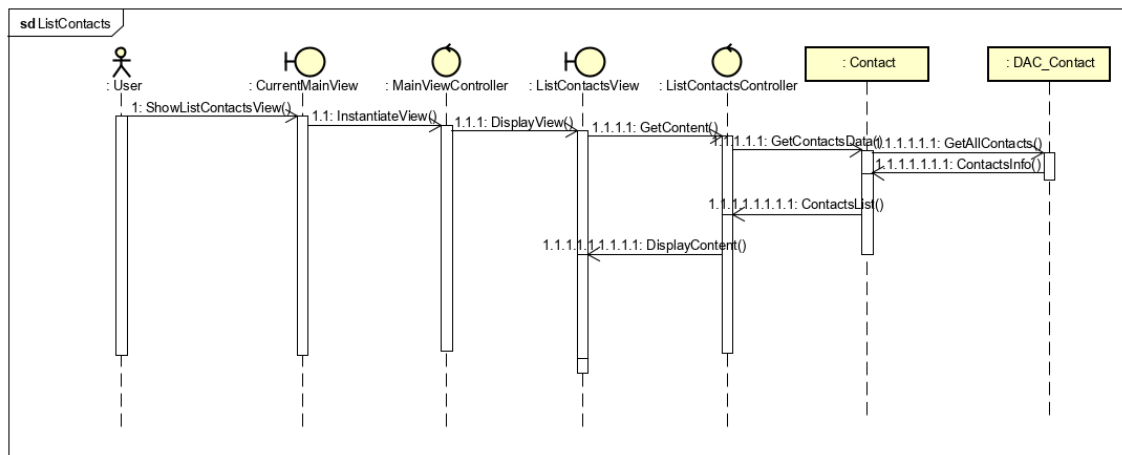 sd ListContacts
: User
: CurrentMainView
: MainViewController
: ListContactsView
: ListContactsController
: Contact
: DAC_Contact
1: ShowListContactsView()
1.1: InstantiateView()
1.1.1: DisplayView()
1.1.1.1: GetContent()
1.1.1.1.1: GetContactsData()
1.1.1.1.1.1: GetAllContacts()
1.1.1.1.1.1.1: ContactsInfo()
1.1.1.1.1.1.1.1: ContactsList()
1.1.1.1.1.1.1.1.1: DisplayContent()